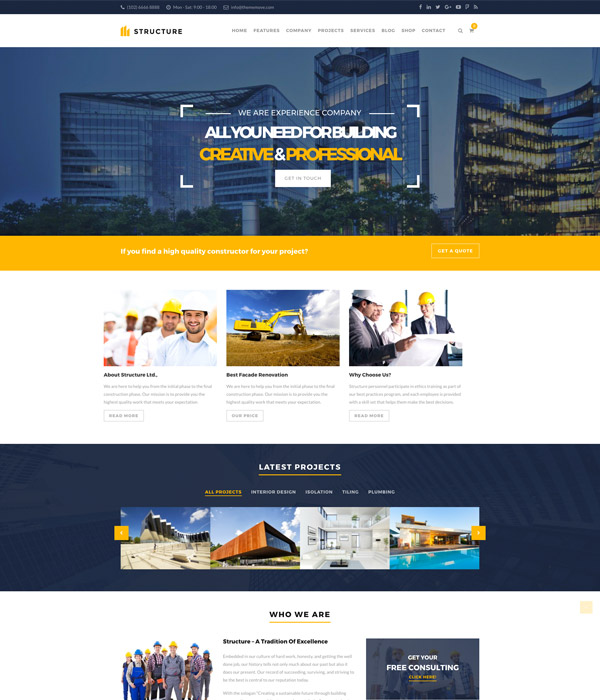 (102) 6666 8888 Mon - Sat: 9:00 - 18:00 info@thememove.com
STRUCTURE HOME FEATURES COMPANY PROJECTS SERVICES BLOG SHOP CONTACT
WE ARE EXPERIENCE COMPANY
ALL YOU NEED FOR BUILDING
CREATIVE & PROFESSIONAL
GET IN TOUCH
If you find a high quality constructor for your project?
GET A QUOTE
About Structure Ltd.,
We are here to help you from the initial phase to the final
construction phase. Our mission is to provide you the
highest quality work that meets your expectation.
READ MORE
Best Facade Renovation
We are here to help you from the initial phase to the final
construction phase. Our mission is to provide you the
highest quality work that meets your expectation.
OUR PRICE
Why Choose Us?
Structure personnel participate in ethics training as part of
our best practices program, and each employee is provided
with a skill set that helps them make the best decisions.
READ MORE
LATEST PROJECTS
ALL PROJECTS INTERIOR DESIGN ISOLATION TILING PLUMBING
WHO WE ARE
Structure - A Tradition Of Excellence
Embedded in our culture of hard work, honesty, and getting the well
done job, our history tells not only much about our past but also it
does our present. Our record of succeeding, surviving, and striving to
be the best is central to our reputation today.
With the slogan "Creating a sustainable future through building
GET YOUR
FREE CONSULTING
CLICK HERE!